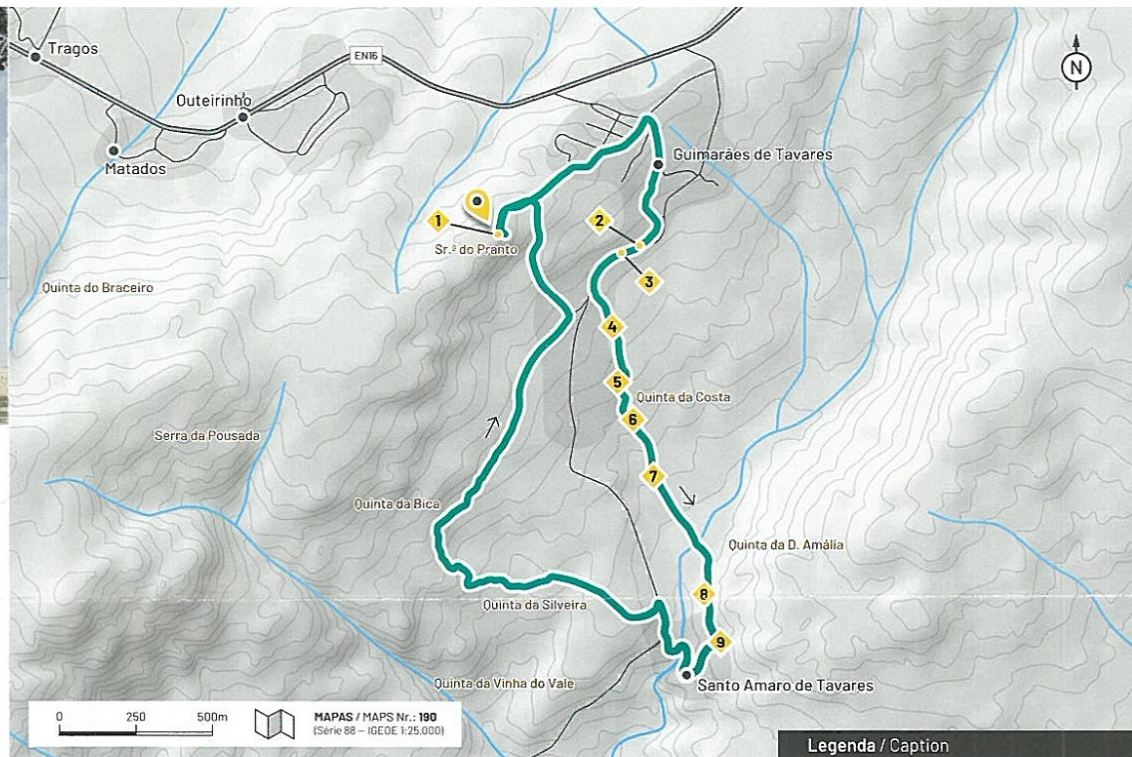 Tragos
EN16
N
Outeirinho
Matados
Guimarães de Tavares
1
2
Sr.ª do Pranto
3
Quinta do Braceiro
4
5
Quinta da Costa
6
Serra da Pousada
7
Quinta da Bica
Quinta da D. Amália
8
Quinta da Silveira
9
Quinta da Vinha do Vale
Santo Amaro de Tavares
0 250 500m
MAPAS / MAPS Nr.: 190
(Série 88 – IGEOE 1:25.000)
Legenda / Caption